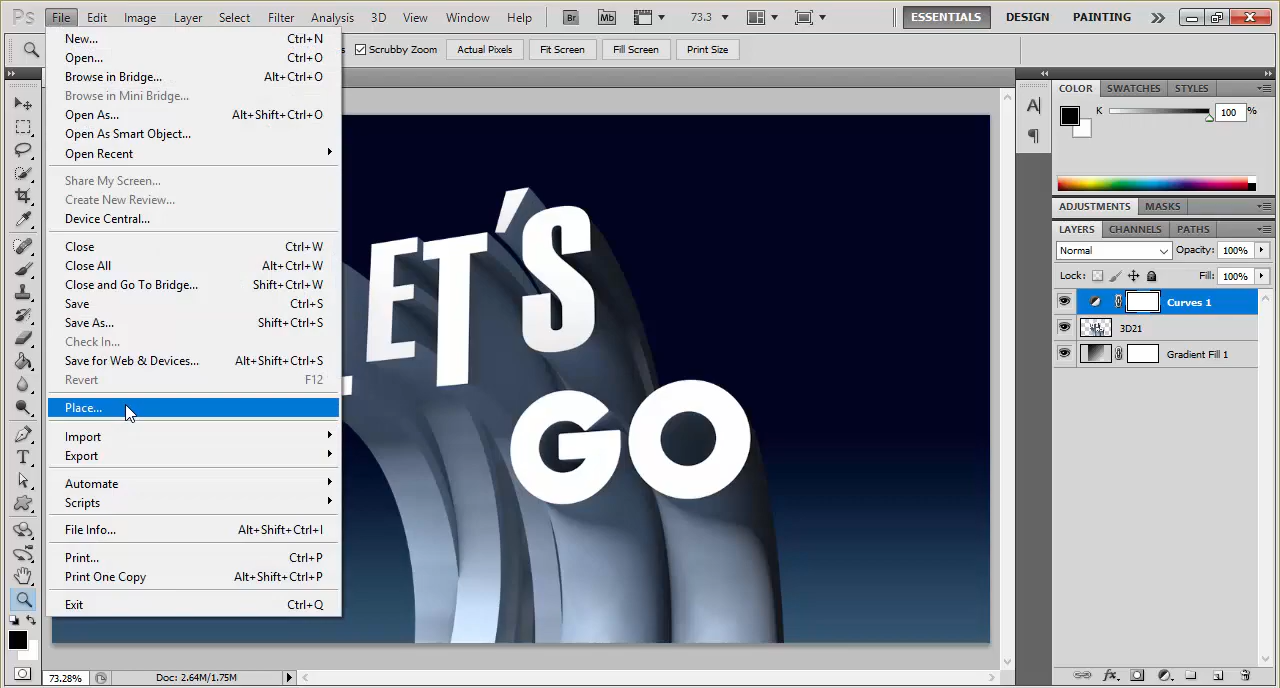 Ps File Edit Image Layer Select Filter Analysis 3D View Window Help Br Mb 73.3 ESSENTIALS DESIGN PAINTING
Scrubby Zoom Actual Pixels Fit Screen Fill Screen Print Size
New... Ctrl+N
Open... Ctrl+O
Browse in Bridge... Alt+Ctrl+O
Browse in Mini Bridge...
Open As... Alt+Shift+Ctrl+O
Open As Smart Object...
Open Recent
Share My Screen...
Create New Review...
Device Central...
Close Ctrl+W
Close All Alt+Ctrl+W
Close and Go To Bridge... Shift+Ctrl+W
Save Ctrl+S
Save As... Shift+Ctrl+S
Check In...
Save for Web & Devices... Alt+Shift+Ctrl+S
Revert F12
Place...
Import
Export
Automate
Scripts
File Info... Alt+Shift+Ctrl+I
Print... Ctrl+P
Print One Copy Alt+Shift+Ctrl+P
Exit Ctrl+Q
ET'S
GO
COLOR SWATCHES STYLES
K 100 %
ADJUSTMENTS MASKS
LAYERS CHANNELS PATHS
Normal Opacity: 100%
Lock: Fill: 100%
Curves 1
3D21
Gradient Fill 1
73.28% Doc: 2.64M/1.75M